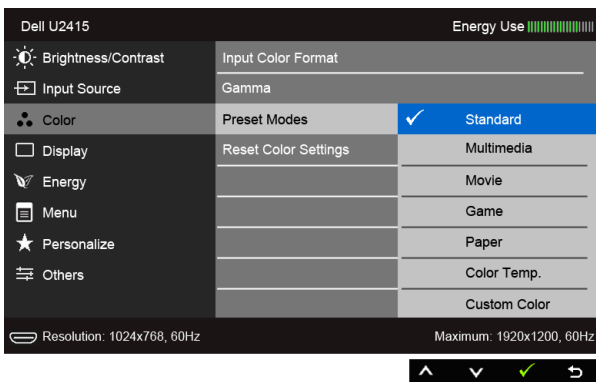 Dell U2415 Energy Use
Brightness/Contrast Input Color Format
Input Source Gamma
Color Preset Modes Standard
Display Reset Color Settings Multimedia
Energy Movie
Menu Game
Personalize Paper
Others Color Temp.
Custom Color
Resolution: 1024x768, 60Hz Maximum: 1920x1200, 60Hz